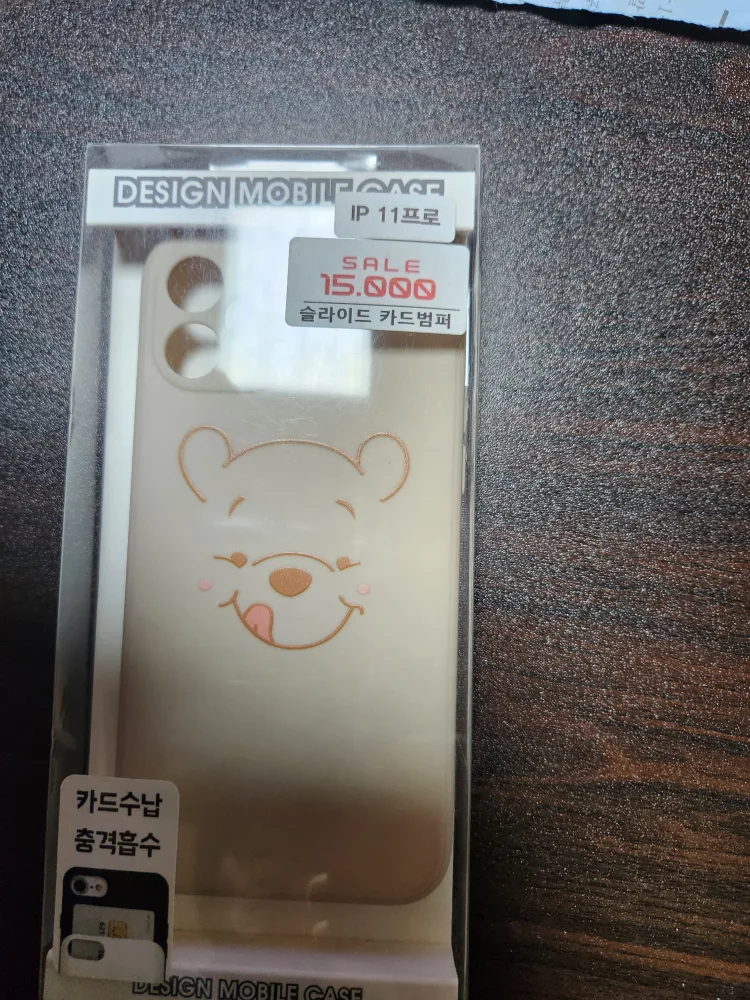 DESIGN MOBILE CASE
IP 11프로
SALE
15.000
슬라이드 카드범퍼
카드수납
충격흡수
DESIGN MOBILE CASE